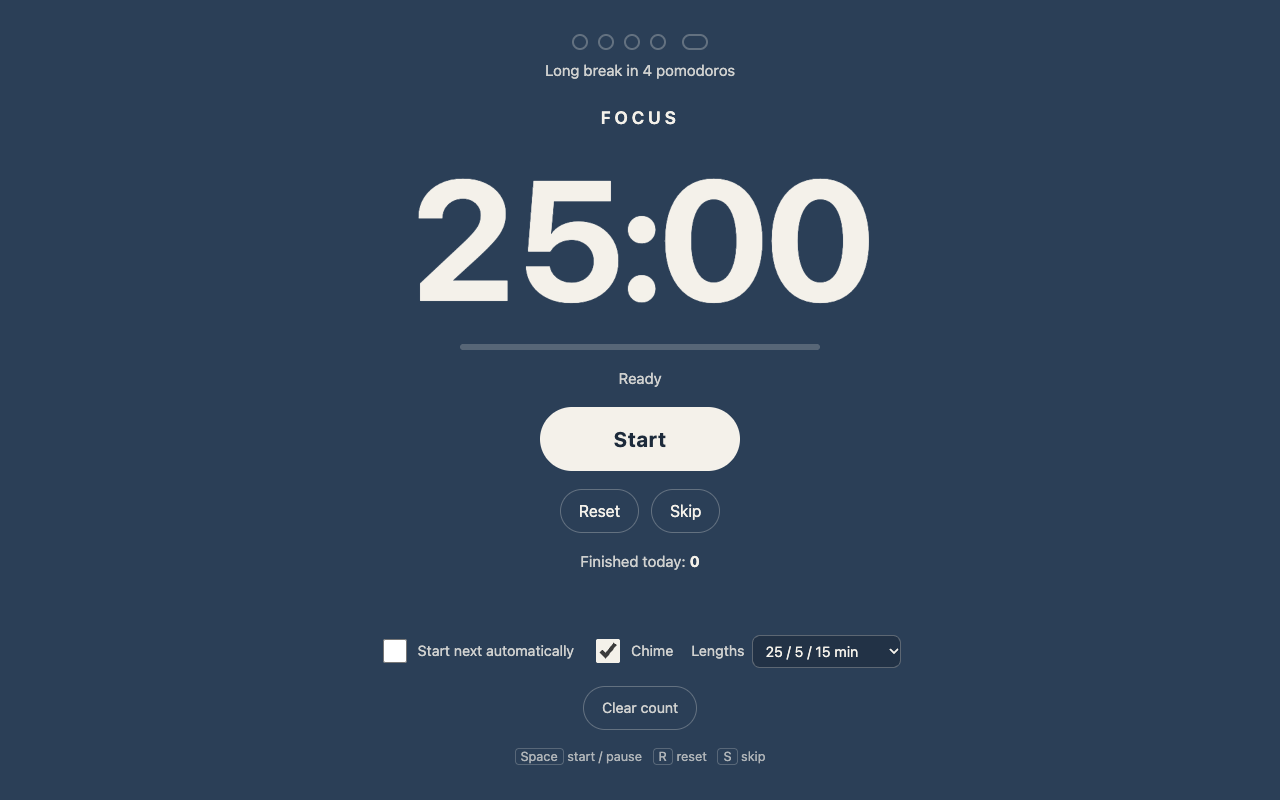 Long break in 4 pomodoros
FOCUS
25:00
Ready
Start
Reset Skip
Finished today: 0
Start next automatically Chime Lengths 25 / 5 / 15 min
Clear count
Space start / pause R reset S skip